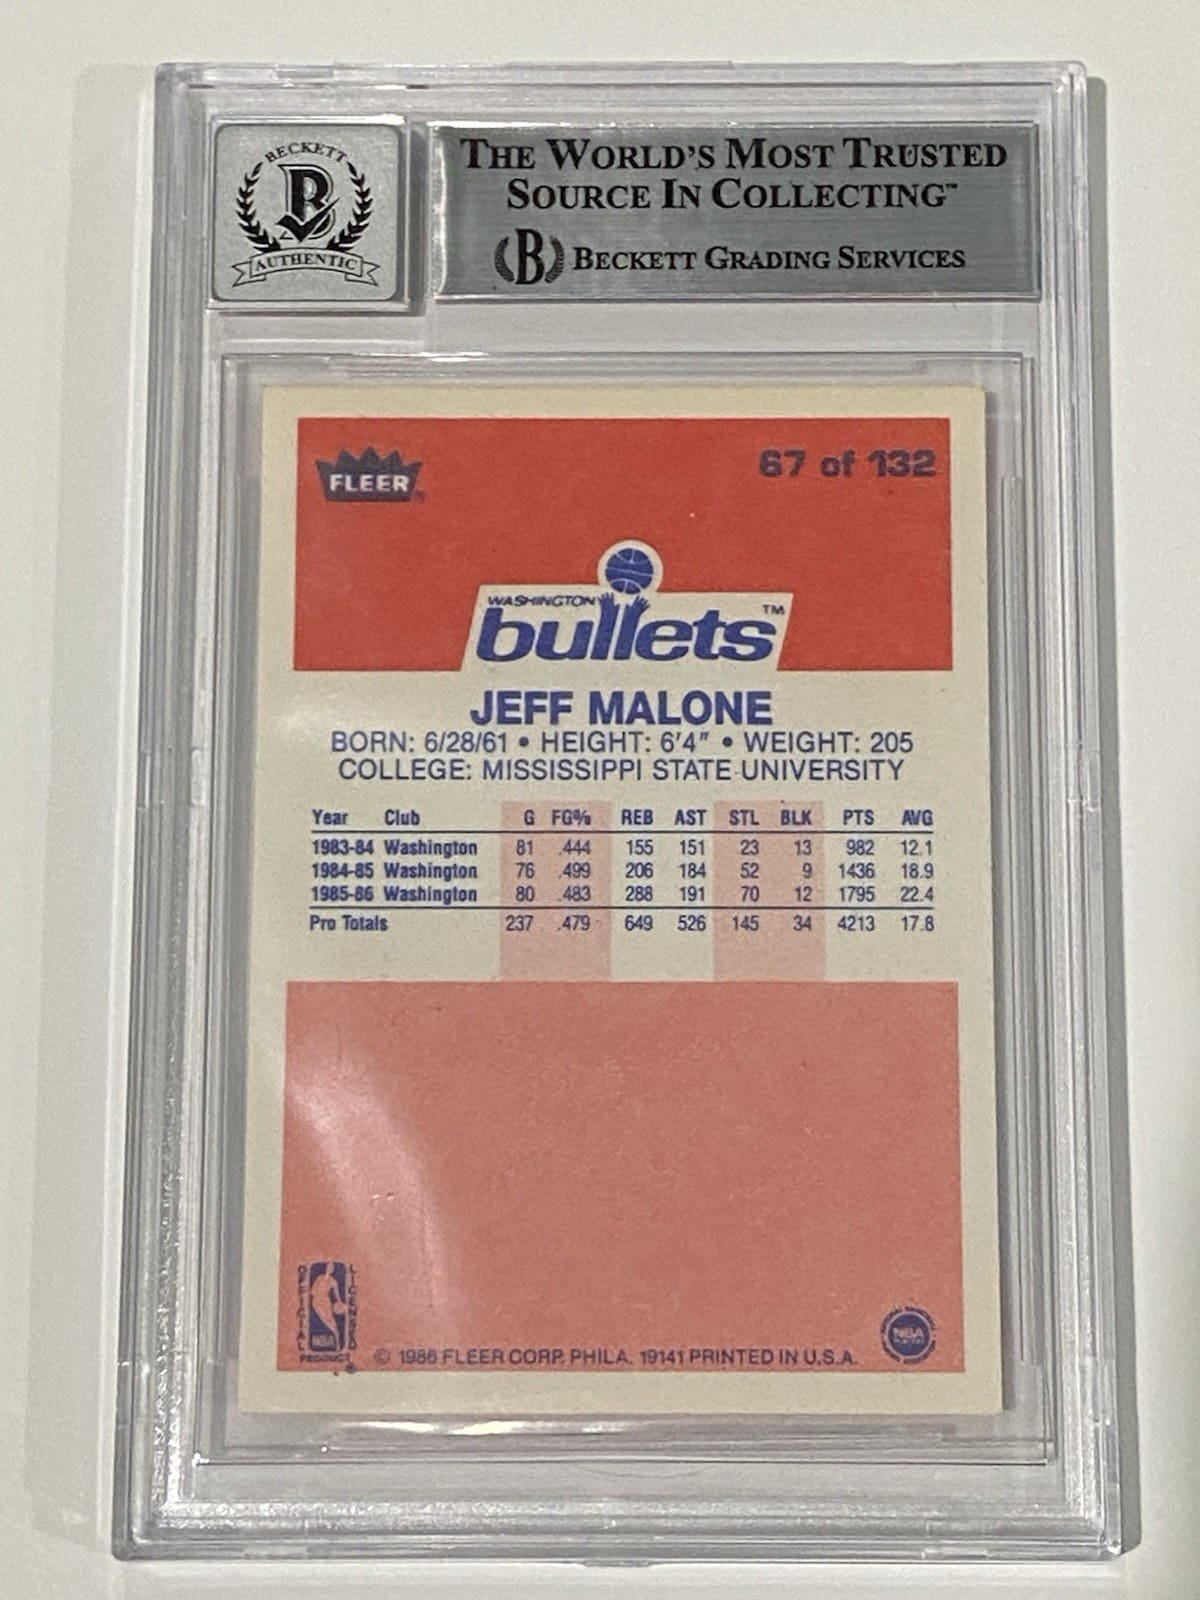 BECKETT
B
AUTHENTIC
THE WORLD'S MOST TRUSTED
SOURCE IN COLLECTING™
B BECKETT GRADING SERVICES
FLEER®
67 of 132
WASHINGTON
bullets™
JEFF MALONE
BORN: 6/28/61 • HEIGHT: 6'4" • WEIGHT: 205
COLLEGE: MISSISSIPPI STATE UNIVERSITY
Year Club G FG% REB AST STL BLK PTS AVG
1983-84 Washington 81 .444 155 151 23 13 982 12.1
1984-85 Washington 76 .499 206 184 52 9 1436 18.9
1985-86 Washington 80 .483 288 191 70 12 1795 22.4
Pro Totals 237 .479 649 526 145 34 4213 17.8
OFFICIAL LICENSED
NBA
PRODUCT ®
© 1986 FLEER CORP. PHILA. 19141 PRINTED IN U.S.A.
NBA